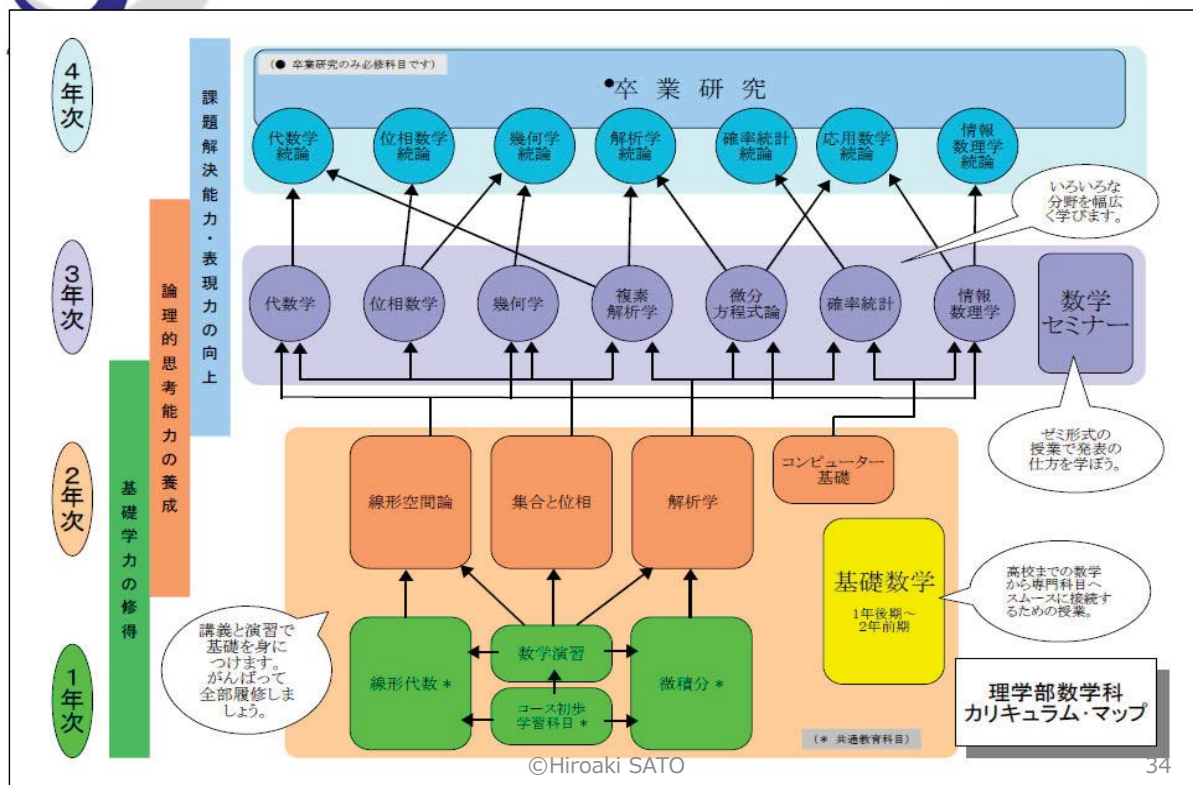 4年次
課題解決能力・表現力の向上
(● 卒業研究のみ必修科目です)
●卒業研究
代数学
続論
位相数学
続論
幾何学
続論
解析学
続論
確率統計
続論
応用数学
続論
情報
数理学
続論
いろいろな
分野を幅広
く学びます。
3年次
論理的思考能力の養成
代数学
位相数学
幾何学
複素
解析学
微分
方程式論
確率統計
情報
数理学
数学
セミナー
ゼミ形式の
授業で発表の
仕方を学ぼう。
2年次
基礎学力の修得
線形空間論
集合と位相
解析学
コンピューター
基礎
基礎数学
1年後期~
2年前期
高校までの数学
から専門科目へ
スムースに接続す
るための授業。
1年次
講義と演習で
基礎を身に
つけます。
がんばって
全部履修しま
しょう。
線形代数*
数学演習
コース初歩
学習科目*
微積分*
(* 共通教育科目)
理学部数学科
カリキュラム・マップ
©Hiroaki SATO
34